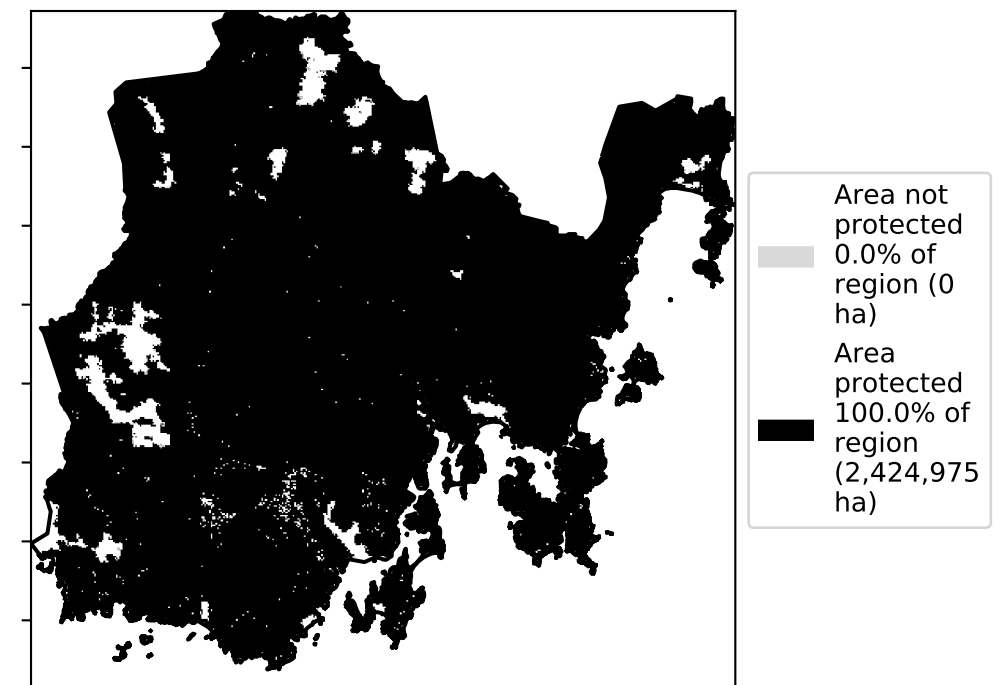 Area not
protected
0.0% of
region (0
ha)
Area
protected
100.0% of
region
(2,424,975
ha)